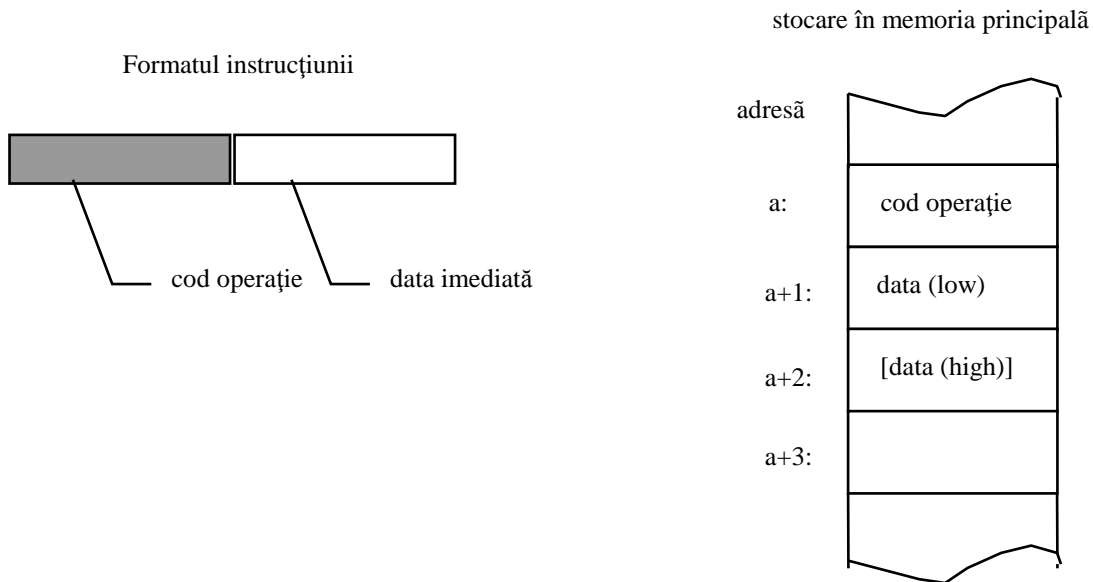 stocare în memoria principalã
Formatul instrucţiunii
adresã
a:
cod operaţie
cod operaţie
data imediată
a+1:
data (low)
a+2:
[data (high)]
a+3: